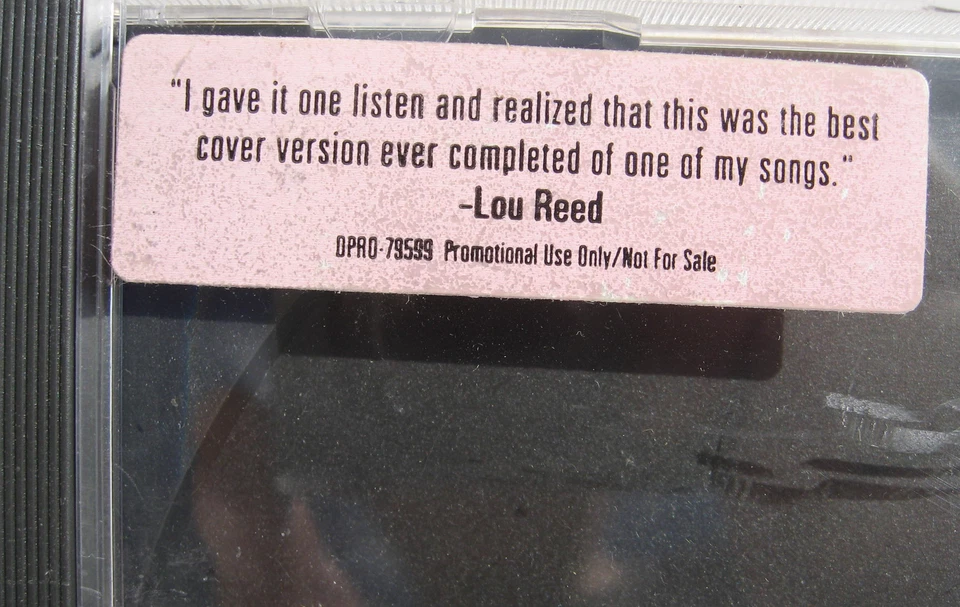 "I gave it one listen and realized that this was the best
cover version ever completed of one of my songs."
-Lou Reed
DPRO-79599 Promotional Use Only/Not For Sale